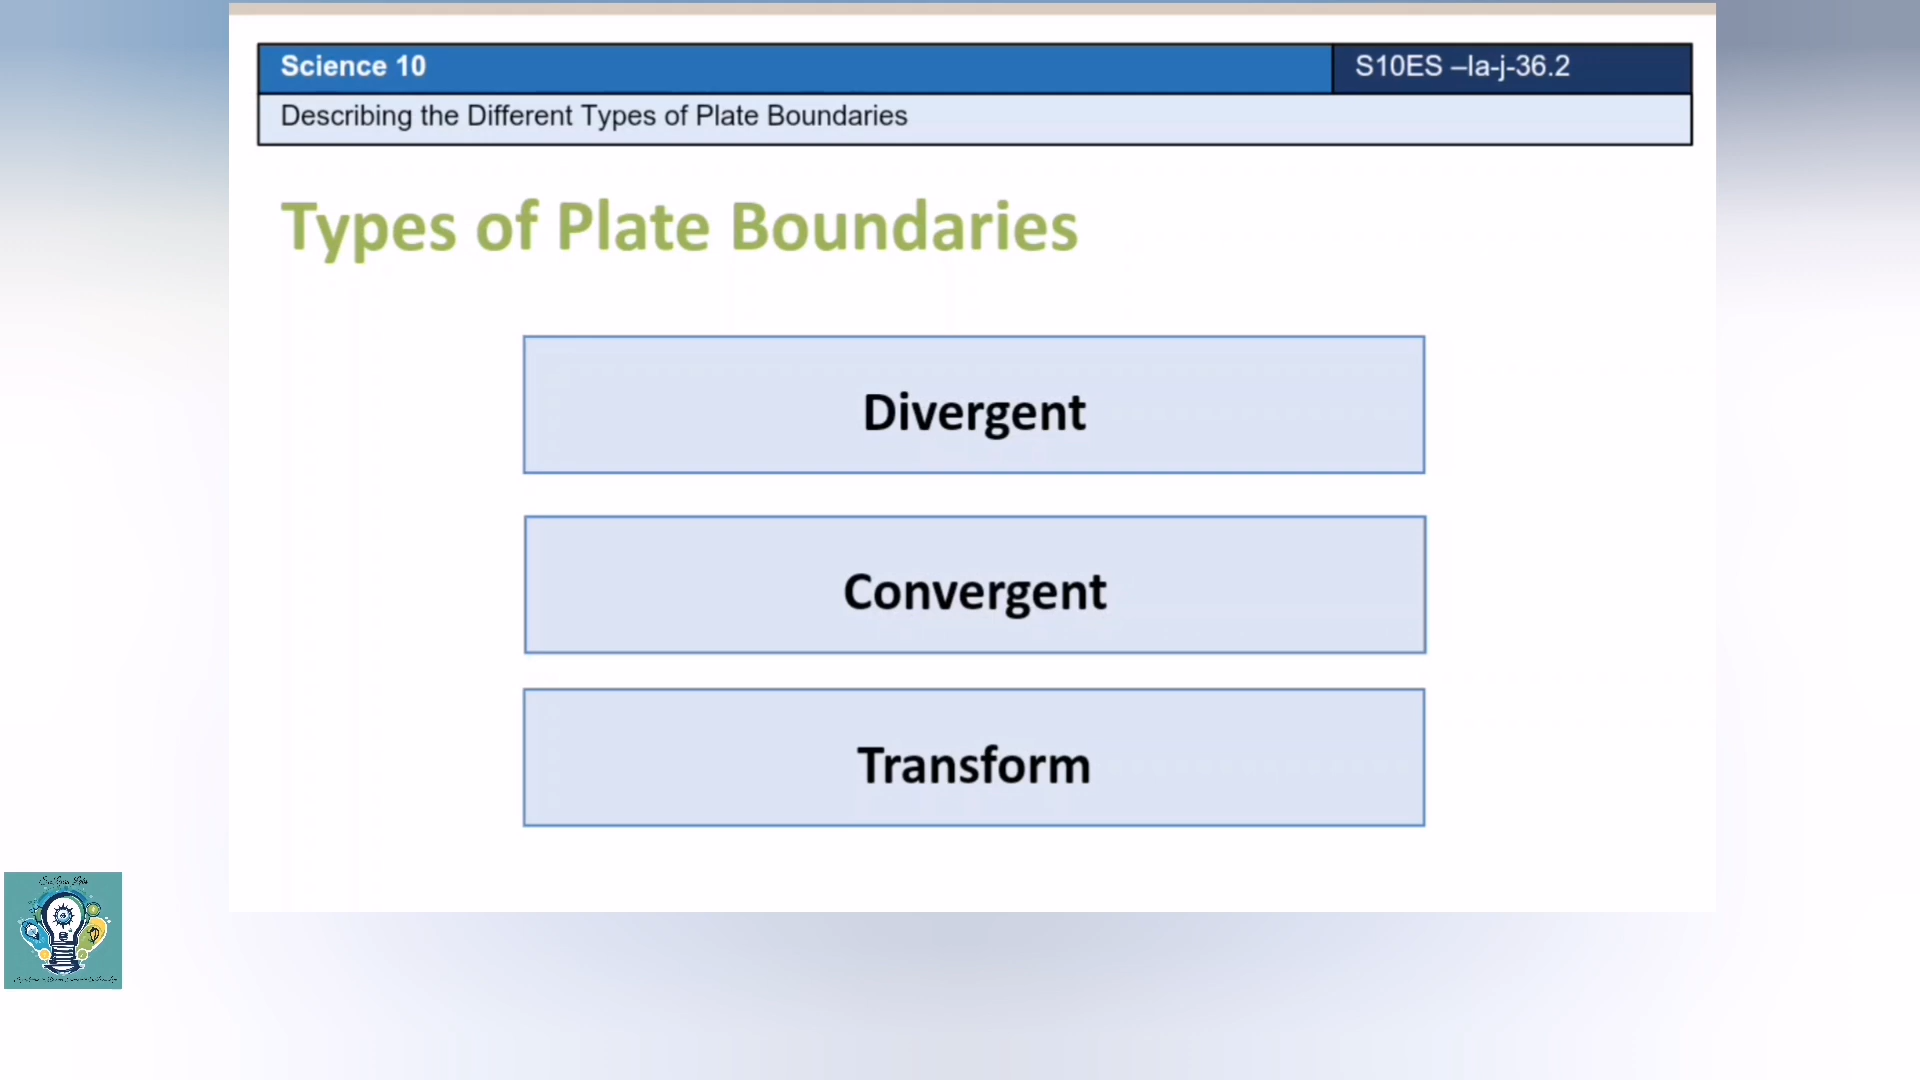 Science 10
S10ES –Ia-j-36.2
Describing the Different Types of Plate Boundaries
Types of Plate Boundaries
Divergent
Convergent
Transform